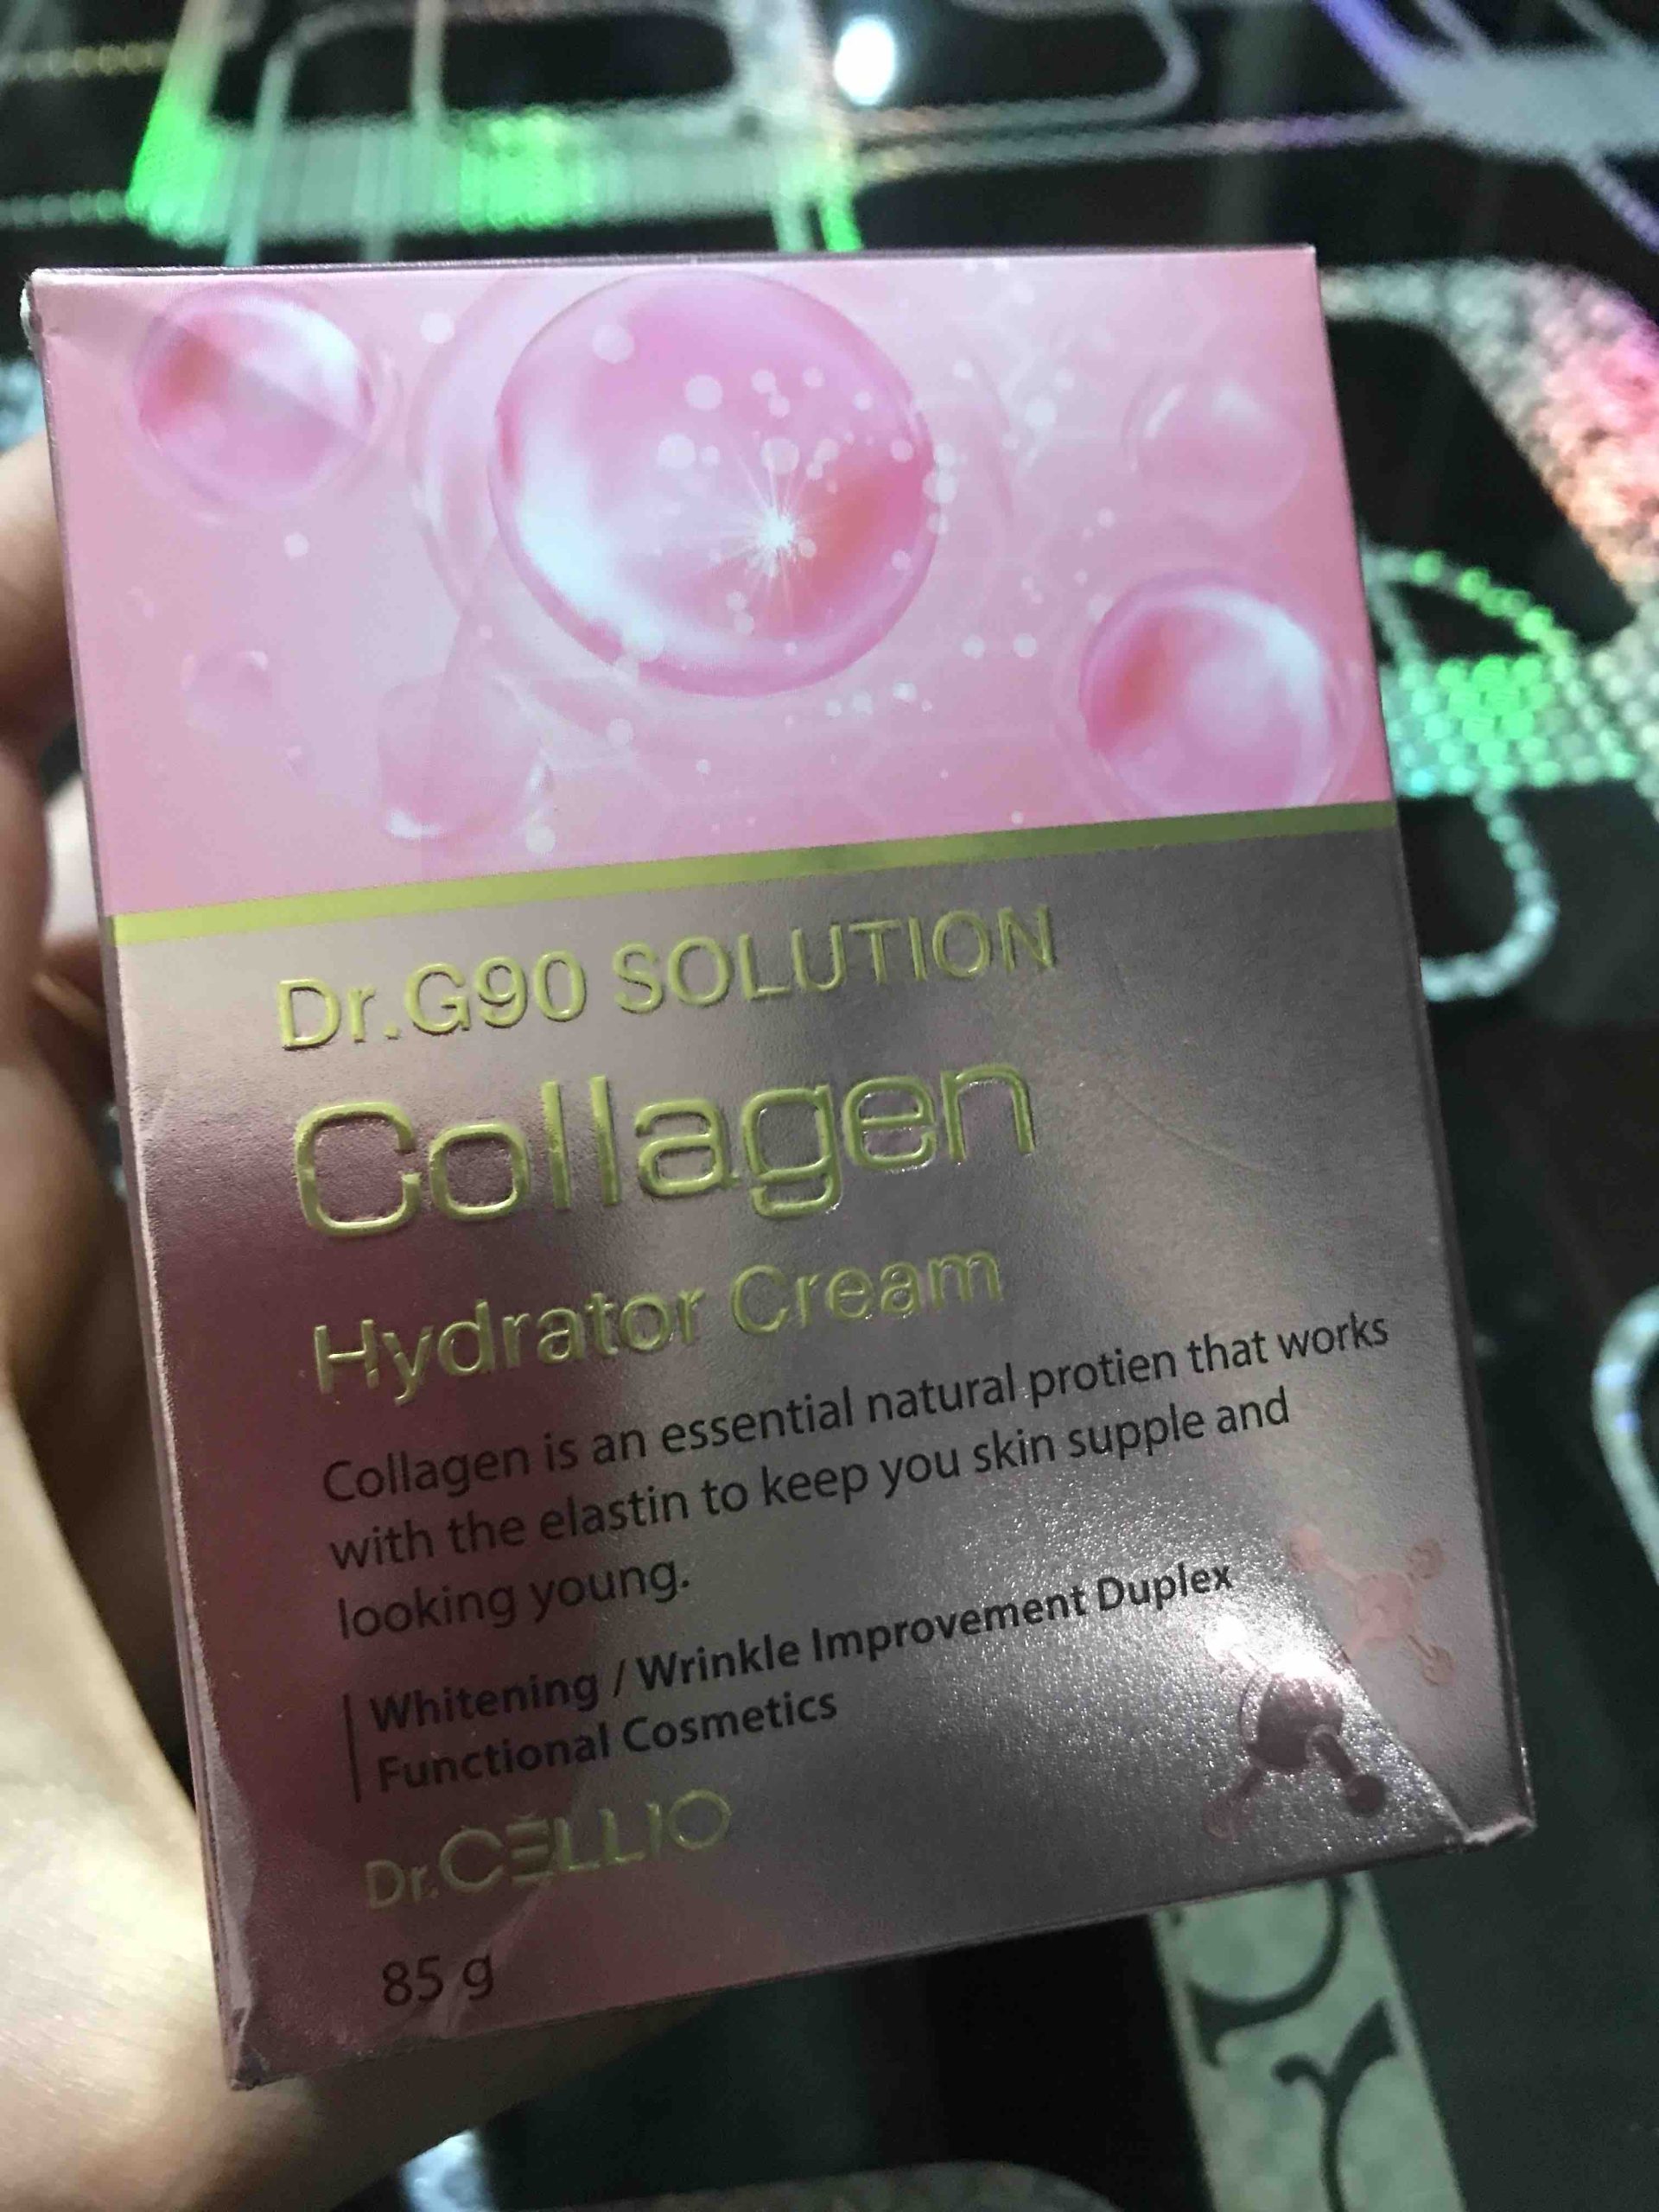 Dr.G90 SOLUTION
Collagen
Hydrator Cream
Collagen is an essential natural protien that works
with the elastin to keep you skin supple and
looking young.
Whitening / Wrinkle Improvement Duplex
Functional Cosmetics
Dr.CELLIO
85 g